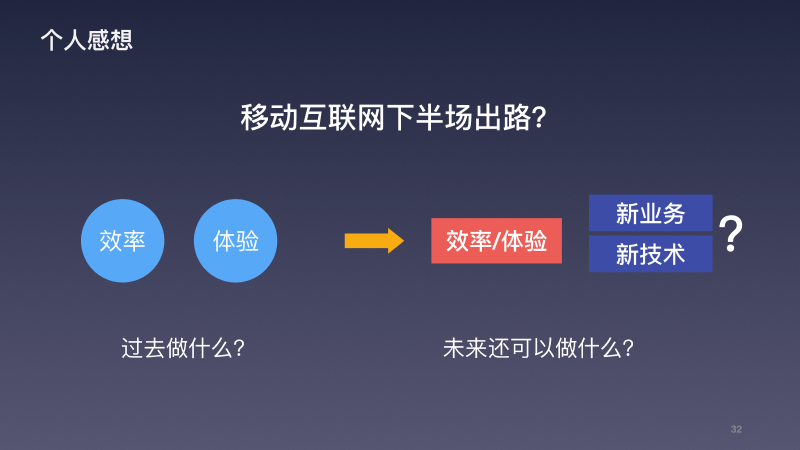 个人感想
移动互联网下半场出路?
效率
体验
效率/体验
新业务
新技术
?
过去做什么?
未来还可以做什么?
32